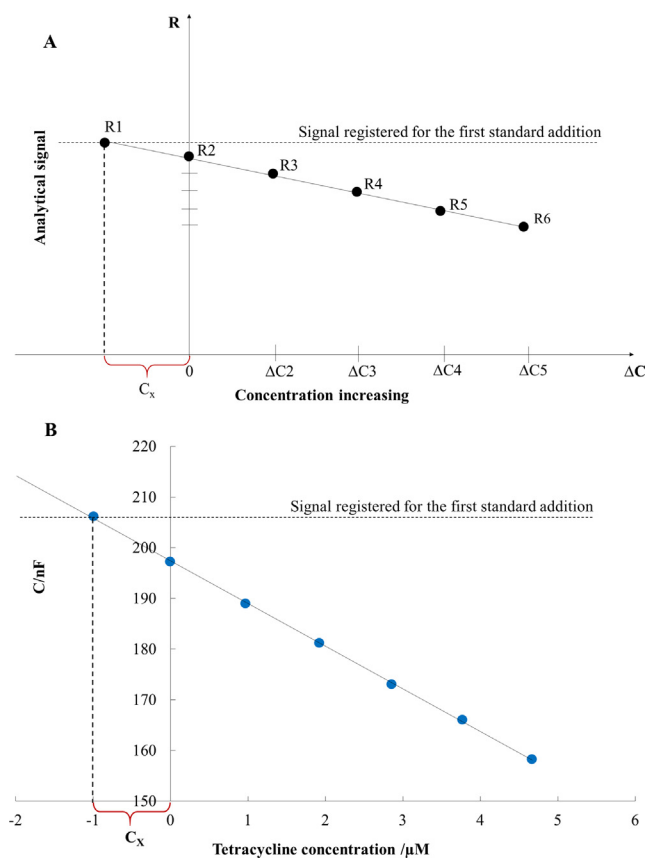 R
A
Signal registered for the first standard addition
R1
R2
R3
R4
R5
R6
Analytical signal
0
ΔC2
ΔC3
ΔC4
ΔC5
ΔC
Cx
Concentration increasing
B
220
210
200
190
180
170
160
150
Signal registered for the first standard addition
C/nF
-2
-1
0
1
2
3
4
5
6
CX
Tetracycline concentration /µM